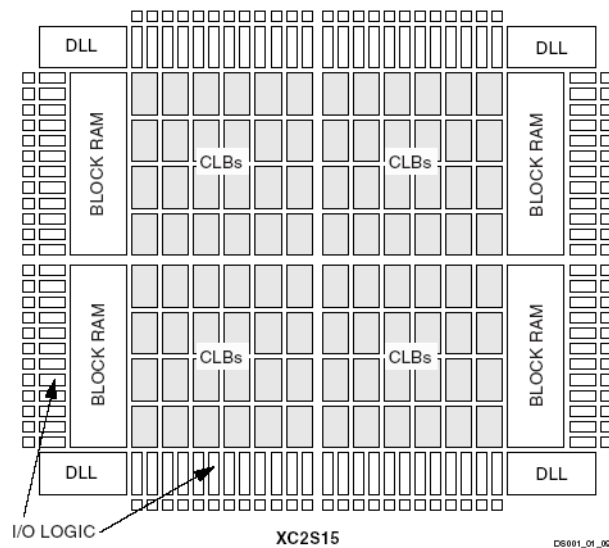 DLL DLL
BLOCK RAM CLBs CLBs BLOCK RAM
BLOCK RAM CLBs CLBs BLOCK RAM
DLL DLL
I/O LOGIC
XC2S15